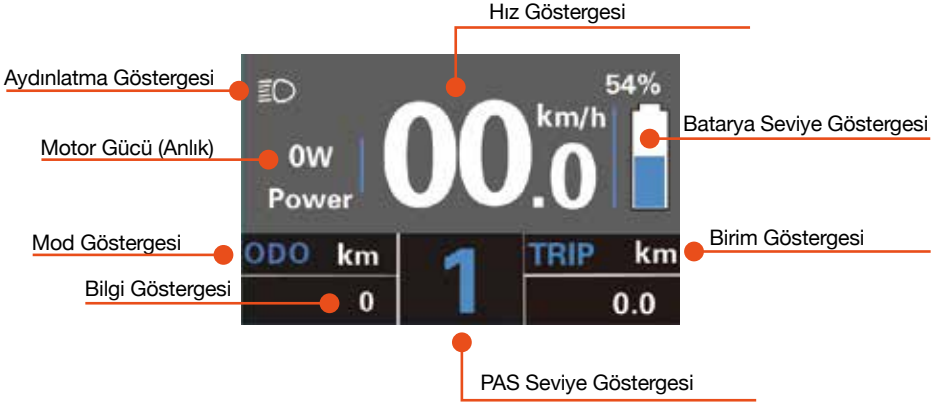 Hız Göstergesi
Aydınlatma Göstergesi
54%
km/h
00.0
Batarya Seviye Göstergesi
Motor Gücü (Anlık)
0W
Power
Mod Göstergesi
ODO km
1
TRIP km
Birim Göstergesi
Bilgi Göstergesi
0
0.0
PAS Seviye Göstergesi